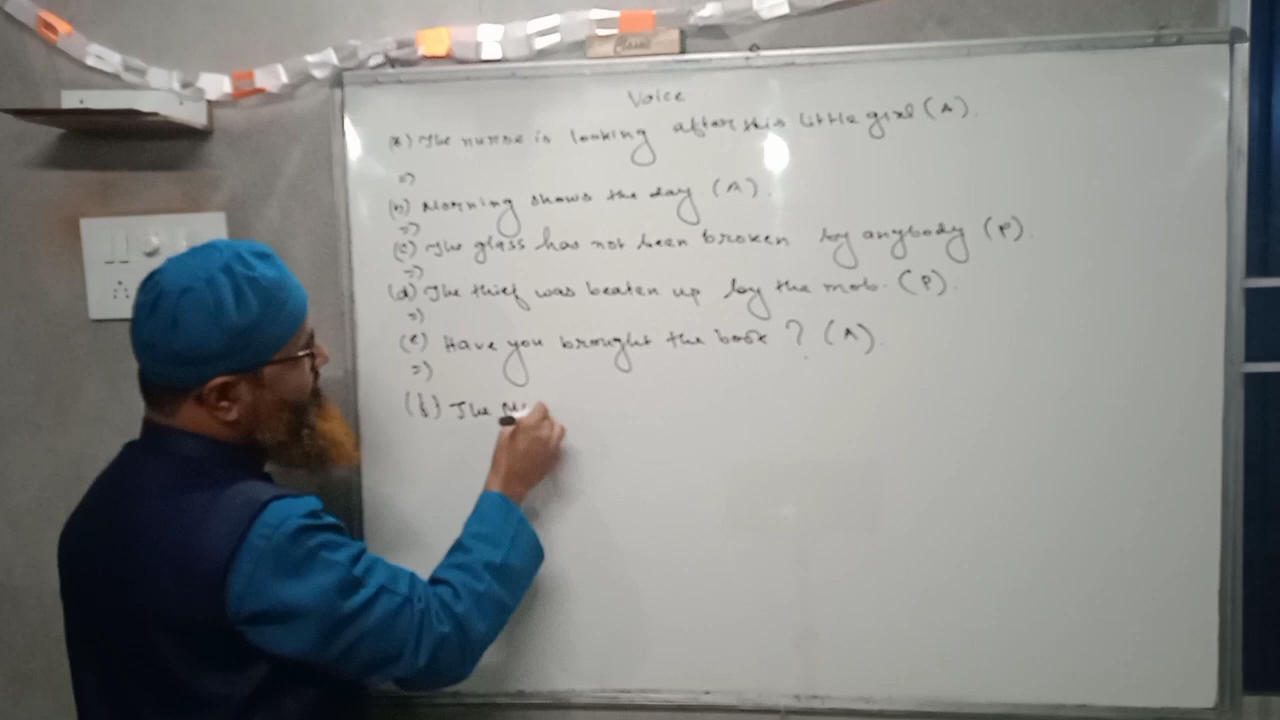 Voice
(a) The nurse is looking after this little girl (A).
=>
(b) Morning shows the day (A).
=>
(c) The glass has not been broken by anybody (P).
=>
(d) The thief was beaten up by the mob. (P).
=>
(e) Have you brought the book ? (A).
=>
(f) The
Classic